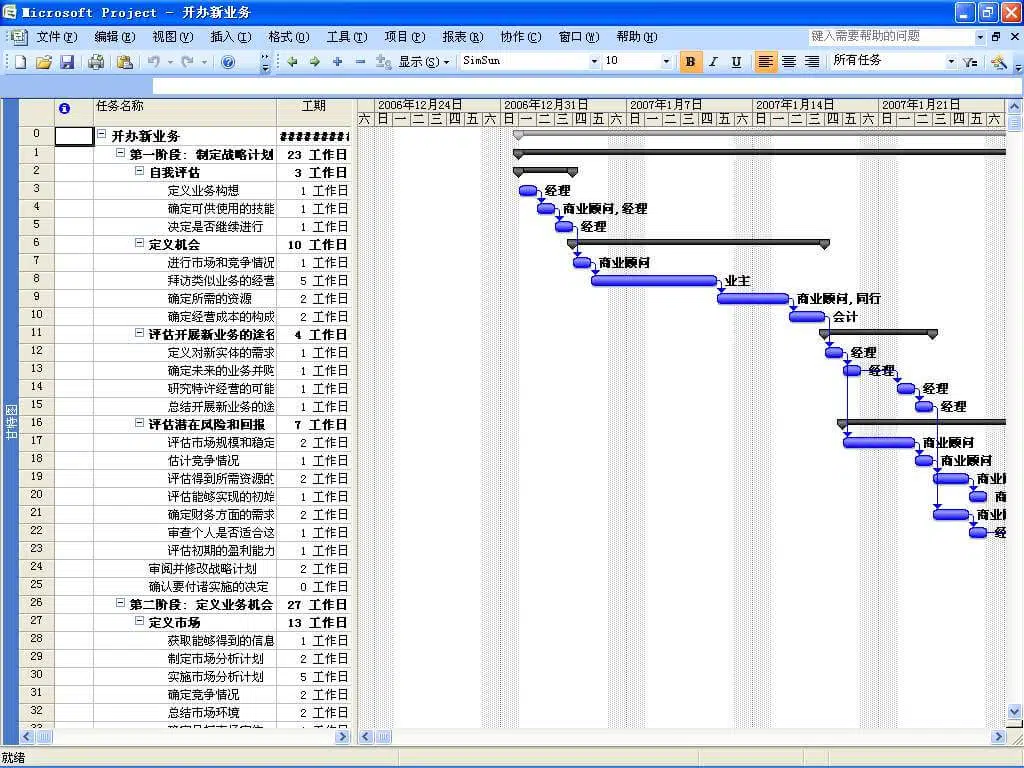 Microsoft Project - 开办新业务
文件(F) 编辑(E) 视图(V) 插入(I) 格式(O) 工具(T) 项目(P) 报表(R) 协作(C) 窗口(W) 帮助(H) 键入需要帮助的问题
显示(S) SimSun 10 B I U 所有任务
任务名称 工期 2006年12月24日 2006年12月31日 2007年1月7日 2007年1月14日 2007年1月21日
六 日 一 二 三 四 五 六 日 一 二 三 四 五 六 日 一 二 三 四 五 六 日 一 二 三 四 五 六 日 一 二 三 四 五 六
0 开办新业务 #########
1 第一阶段: 制定战略计划 23 工作日
2 自我评估 3 工作日
3 定义业务构想 1 工作日 经理
4 确定可供使用的技能 1 工作日 商业顾问,经理
5 决定是否继续进行 1 工作日 经理
6 定义机会 10 工作日
7 进行市场和竞争情况 1 工作日 商业顾问
8 拜访类似业务的经营 5 工作日 业主
9 确定所需的资源 2 工作日 商业顾问,同行
10 确定经营成本的构成 2 工作日 会计
11 评估开展新业务的途径 4 工作日
12 定义对新实体的需求 1 工作日 经理
13 确定未来的业务并购 1 工作日 经理
14 研究特许经营的可能 1 工作日 经理
15 总结开展新业务的途 1 工作日 经理
16 评估潜在风险和回报 7 工作日
17 评估市场规模和稳定 2 工作日 商业顾问
18 估计竞争情况 1 工作日 商业顾问
19 评估得到所需资源的 2 工作日 商业
20 评估能够实现的初始 1 工作日 商
21 确定财务方面的需求 2 工作日 商业
22 审查个人是否适合这 1 工作日 经
23 评估初期的盈利能力 1 工作日
24 审阅并修改战略计划 2 工作日
25 确认要付诸实施的决定 0 工作日
26 第二阶段: 定义业务机会 27 工作日
27 定义市场 13 工作日
28 获取能够得到的信息 1 工作日
29 制定市场分析计划 2 工作日
30 实施市场分析计划 5 工作日
31 确定竞争情况 2 工作日
32 总结市场环境 2 工作日
甘特图
就绪